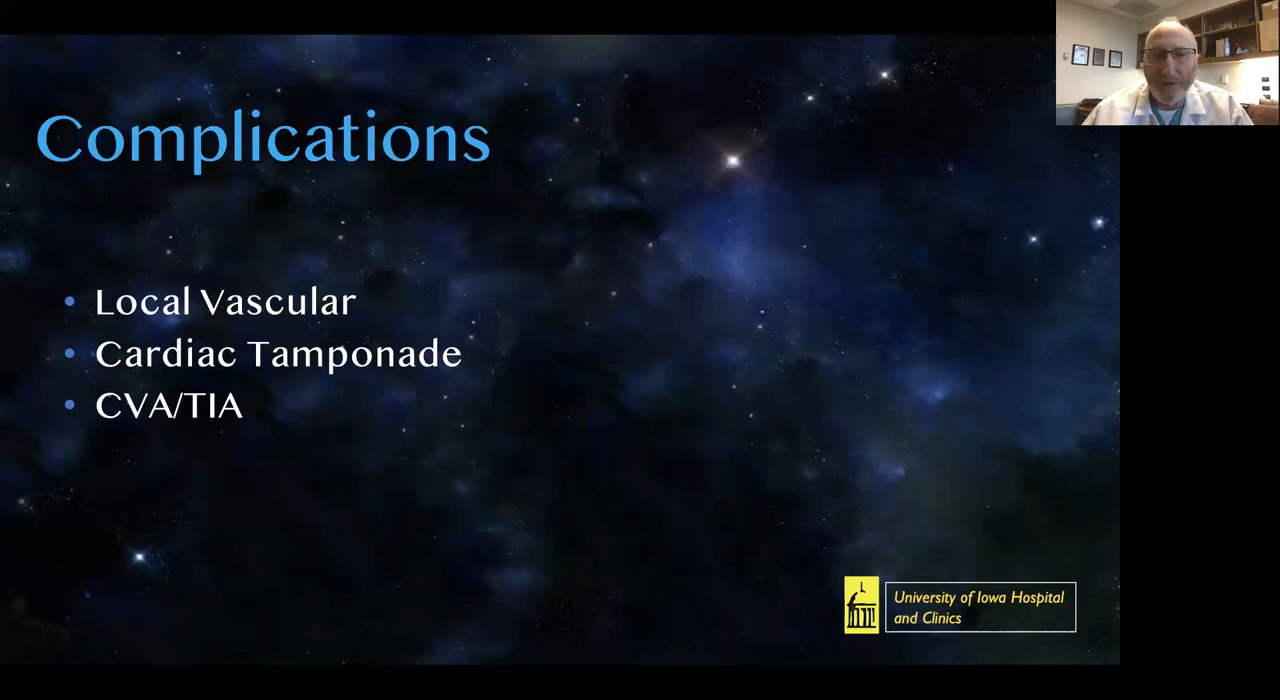 Complications
Local Vascular
Cardiac Tamponade
CVA/TIA
University of Iowa Hospital
and Clinics